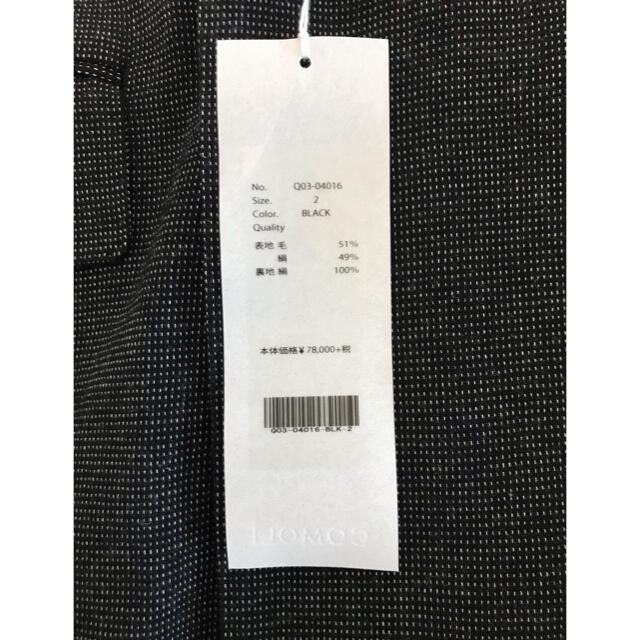 No. Q03-04016
Size. 2
Color. BLACK
Quality
表地 毛 51%
絹 49%
裏地 絹 100%
本体価格¥78,000+税
Q03-04016-BLK-2